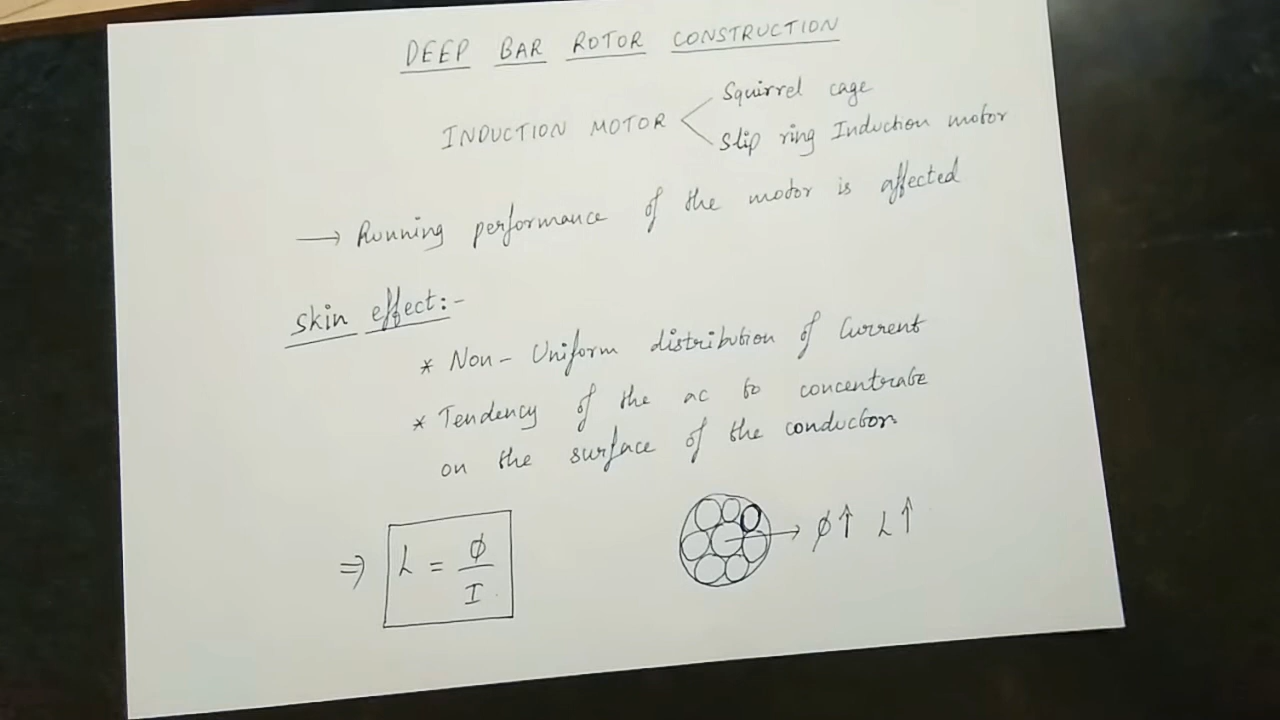 DEEP BAR ROTOR CONSTRUCTION
INDUCTION MOTOR
Squirrel cage
Slip ring Induction motor
→ Running performance of the motor is affected
Skin effect:-
* Non-Uniform distribution of Current
* Tendency of the ac to concentrate
on the surface of the conductor.
⇒ L = φ/I
φ↑ L↑